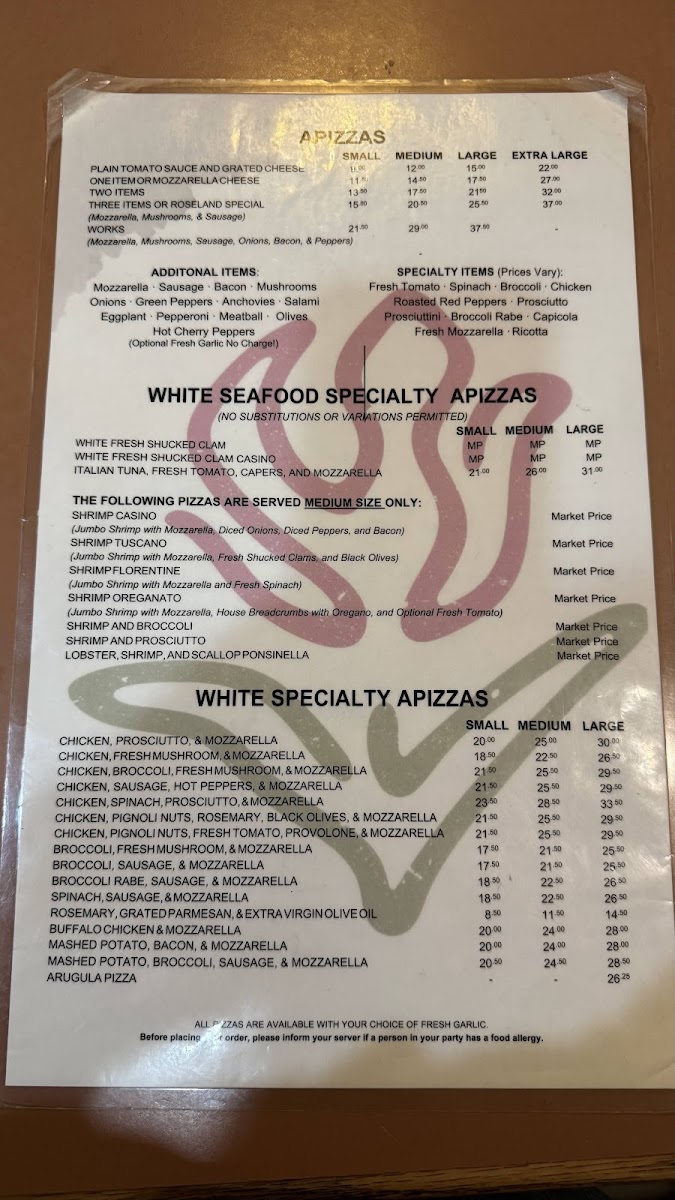 APIZZAS
SMALL MEDIUM LARGE EXTRA LARGE
PLAIN TOMATO SAUCE AND GRATED CHEESE 9.00 12.00 15.00 22.00
ONE ITEM OR MOZZARELLA CHEESE 11.50 14.50 17.50 27.00
TWO ITEMS 13.50 17.50 21.50 32.00
THREE ITEMS OR ROSELAND SPECIAL 15.50 20.50 25.50 37.00
(Mozzarella, Mushrooms, & Sausage)
WORKS 21.50 29.00 37.50 -
(Mozzarella, Mushrooms, Sausage, Onions, Bacon, & Peppers)
-
ADDITONAL ITEMS:
Mozzarella · Sausage · Bacon · Mushrooms
Onions · Green Peppers · Anchovies · Salami
Eggplant · Pepperoni · Meatball · Olives
Hot Cherry Peppers
(Optional Fresh Garlic No Charge!)
SPECIALTY ITEMS (Prices Vary):
Fresh Tomato · Spinach · Broccoli · Chicken
Roasted Red Peppers · Prosciutto
Prosciuttini · Broccoli Rabe · Capicola
Fresh Mozzarella · Ricotta
WHITE SEAFOOD SPECIALTY APIZZAS
(NO SUBSTITUTIONS OR VARIATIONS PERMITTED)
SMALL MEDIUM LARGE
WHITE FRESH SHUCKED CLAM MP MP MP
WHITE FRESH SHUCKED CLAM CASINO MP MP MP
ITALIAN TUNA, FRESH TOMATO, CAPERS, AND MOZZARELLA 21.00 26.00 31.00
THE FOLLOWING PIZZAS ARE SERVED MEDIUM SIZE ONLY:
SHRIMP CASINO Market Price
(Jumbo Shrimp with Mozzarella, Diced Onions, Diced Peppers, and Bacon)
SHRIMP TUSCANO Market Price
(Jumbo Shrimp with Mozzarella, Fresh Shucked Clams, and Black Olives)
SHRIMP FLORENTINE Market Price
(Jumbo Shrimp with Mozzarella and Fresh Spinach)
SHRIMP OREGANATO Market Price
(Jumbo Shrimp with Mozzarella, House Breadcrumbs with Oregano, and Optional Fresh Tomato)
SHRIMP AND BROCCOLI Market Price
SHRIMP AND PROSCIUTTO Market Price
LOBSTER, SHRIMP, AND SCALLOP PONSINELLA Market Price
WHITE SPECIALTY APIZZAS
SMALL MEDIUM LARGE
CHICKEN, PROSCIUTTO, & MOZZARELLA 20.00 25.00 30.00
CHICKEN, FRESH MUSHROOM, & MOZZARELLA 18.50 22.50 26.50
CHICKEN, BROCCOLI, FRESH MUSHROOM, & MOZZARELLA 21.50 25.50 29.50
CHICKEN, SAUSAGE, HOT PEPPERS, & MOZZARELLA 21.50 25.50 29.50
CHICKEN, SPINACH, PROSCIUTTO, & MOZZARELLA 23.50 28.50 33.50
CHICKEN, PIGNOLI NUTS, ROSEMARY, BLACK OLIVES, & MOZZARELLA 21.50 25.50 29.50
CHICKEN, PIGNOLI NUTS, FRESH TOMATO, PROVOLONE, & MOZZARELLA 21.50 25.50 29.50
BROCCOLI, FRESH MUSHROOM, & MOZZARELLA 17.50 21.50 25.50
BROCCOLI, SAUSAGE, & MOZZARELLA 17.50 21.50 25.50
BROCCOLI RABE, SAUSAGE, & MOZZARELLA 18.50 22.50 26.50
SPINACH, SAUSAGE, & MOZZARELLA 18.50 22.50 26.50
ROSEMARY, GRATED PARMESAN, & EXTRA VIRGIN OLIVE OIL 8.50 11.50 14.50
BUFFALO CHICKEN & MOZZARELLA 20.00 24.00 28.00
MASHED POTATO, BACON, & MOZZARELLA 20.00 24.00 28.00
MASHED POTATO, BROCCOLI, SAUSAGE, & MOZZARELLA 20.50 24.50 28.50
ARUGULA PIZZA - - 26.25
ALL PIZZAS ARE AVAILABLE WITH YOUR CHOICE OF FRESH GARLIC.
Before placing your order, please inform your server if a person in your party has a food allergy.